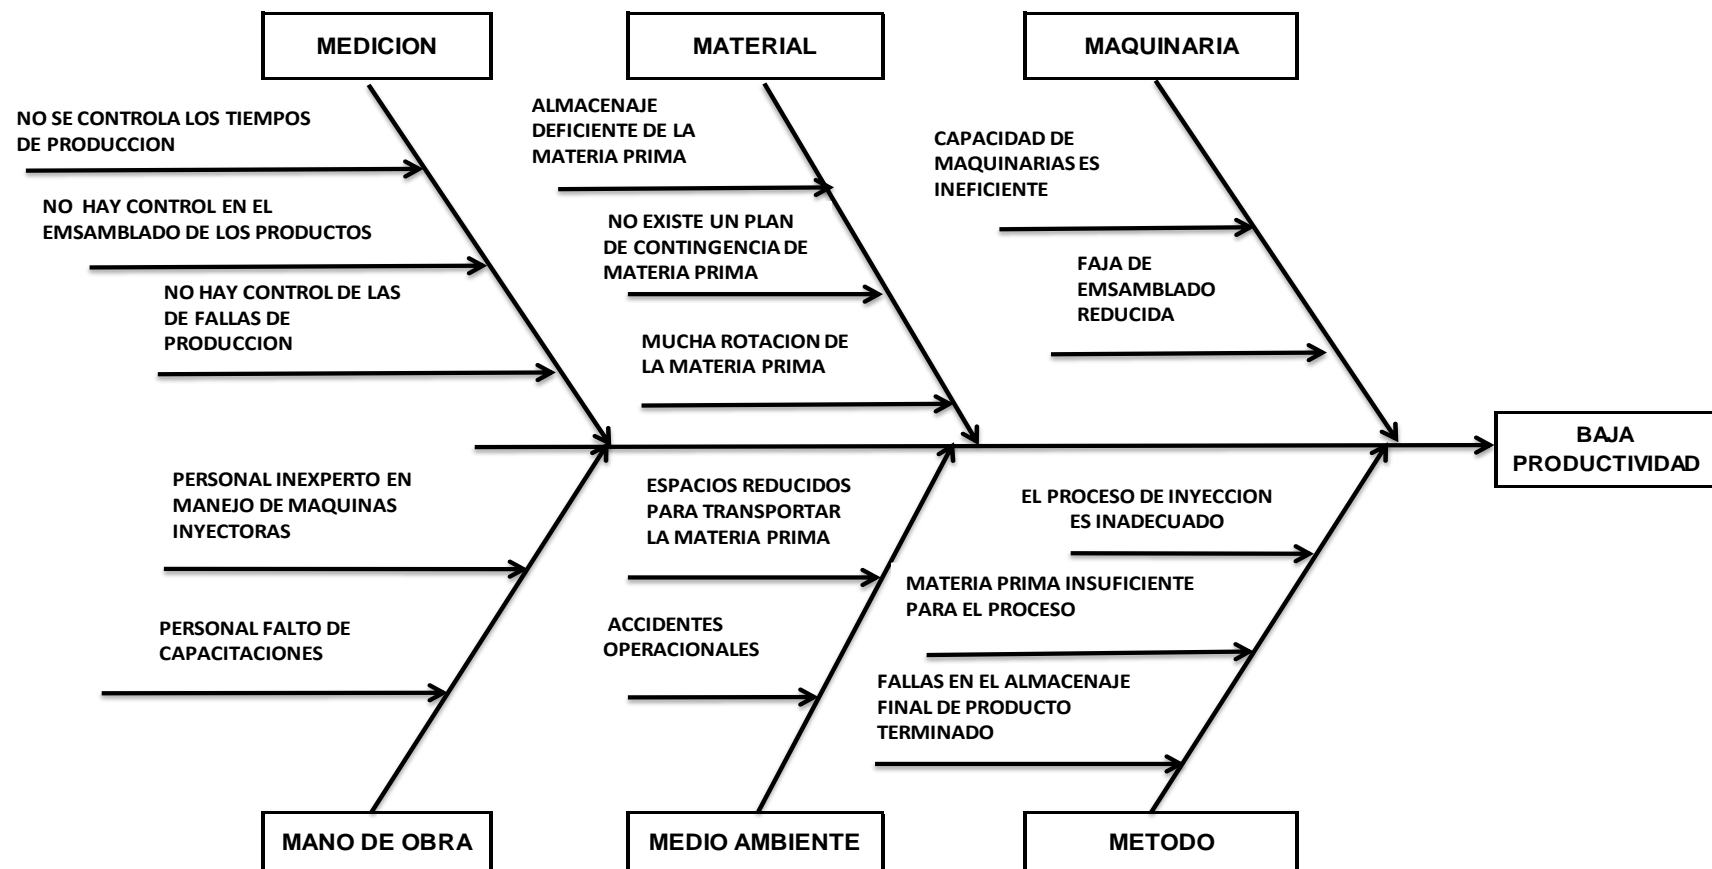 MEDICION
MATERIAL
MAQUINARIA
NO SE CONTROLA LOS TIEMPOS
DE PRODUCCION
NO HAY CONTROL EN EL
EMSAMBLADO DE LOS PRODUCTOS
NO HAY CONTROL DE LAS
DE FALLAS DE
PRODUCCION
ALMACENAJE
DEFICIENTE DE LA
MATERIA PRIMA
NO EXISTE UN PLAN
DE CONTINGENCIA DE
MATERIA PRIMA
MUCHA ROTACION DE
LA MATERIA PRIMA
CAPACIDAD DE
MAQUINARIAS ES
INEFICIENTE
FAJA DE
EMSAMBLADO
REDUCIDA
BAJA
PRODUCTIVIDAD
PERSONAL INEXPERTO EN
MANEJO DE MAQUINAS
INYECTORAS
PERSONAL FALTO DE
CAPACITACIONES
ESPACIOS REDUCIDOS
PARA TRANSPORTAR
LA MATERIA PRIMA
ACCIDENTES
OPERACIONALES
EL PROCESO DE INYECCION
ES INADECUADO
MATERIA PRIMA INSUFICIENTE
PARA EL PROCESO
FALLAS EN EL ALMACENAJE
FINAL DE PRODUCTO
TERMINADO
MANO DE OBRA
MEDIO AMBIENTE
METODO